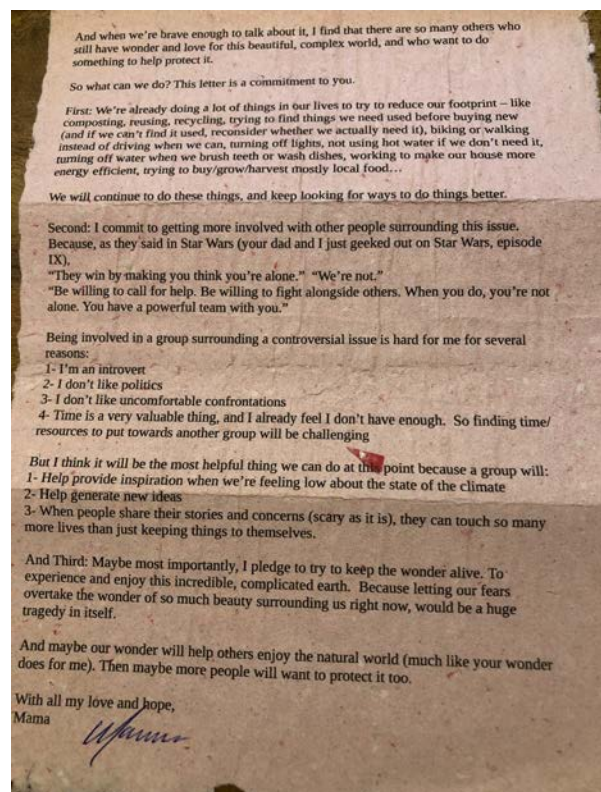 And when we're brave enough to talk about it, I find that there are so many others who
still have wonder and love for this beautiful, complex world, and who want to do
something to help protect it.
So what can we do? This letter is a commitment to you.
First: We're already doing a lot of things in our lives to try to reduce our footprint – like
composting, reusing, recycling, trying to find things we need used before buying new
(and if we can't find it used, reconsider whether we actually need it), biking or walking
instead of driving when we can, turning off lights, not using hot water if we don't need it,
turning off water when we brush teeth or wash dishes, working to make our house more
energy efficient, trying to buy/grow/harvest mostly local food…
We will continue to do these things, and keep looking for ways to do things better.
Second: I commit to getting more involved with other people surrounding this issue.
Because, as they said in Star Wars (your dad and I just geeked out on Star Wars, episode
IX),
"They win by making you think you're alone." "We're not."
"Be willing to call for help. Be willing to fight alongside others. When you do, you're not
alone. You have a powerful team with you."
Being involved in a group surrounding a controversial issue is hard for me for several
reasons:
1- I'm an introvert
2- I don't like politics
3- I don't like uncomfortable confrontations
4- Time is a very valuable thing, and I already feel I don't have enough. So finding time/
resources to put towards another group will be challenging
But I think it will be the most helpful thing we can do at this point because a group will:
1- Help provide inspiration when we're feeling low about the state of the climate
2- Help generate new ideas
3- When people share their stories and concerns (scary as it is), they can touch so many
more lives than just keeping things to themselves.
And Third: Maybe most importantly, I pledge to try to keep the wonder alive. To
experience and enjoy this incredible, complicated earth. Because letting our fears
overtake the wonder of so much beauty surrounding us right now, would be a huge
tragedy in itself.
And maybe our wonder will help others enjoy the natural world (much like your wonder
does for me). Then maybe more people will want to protect it too.
With all my love and hope,
Mama